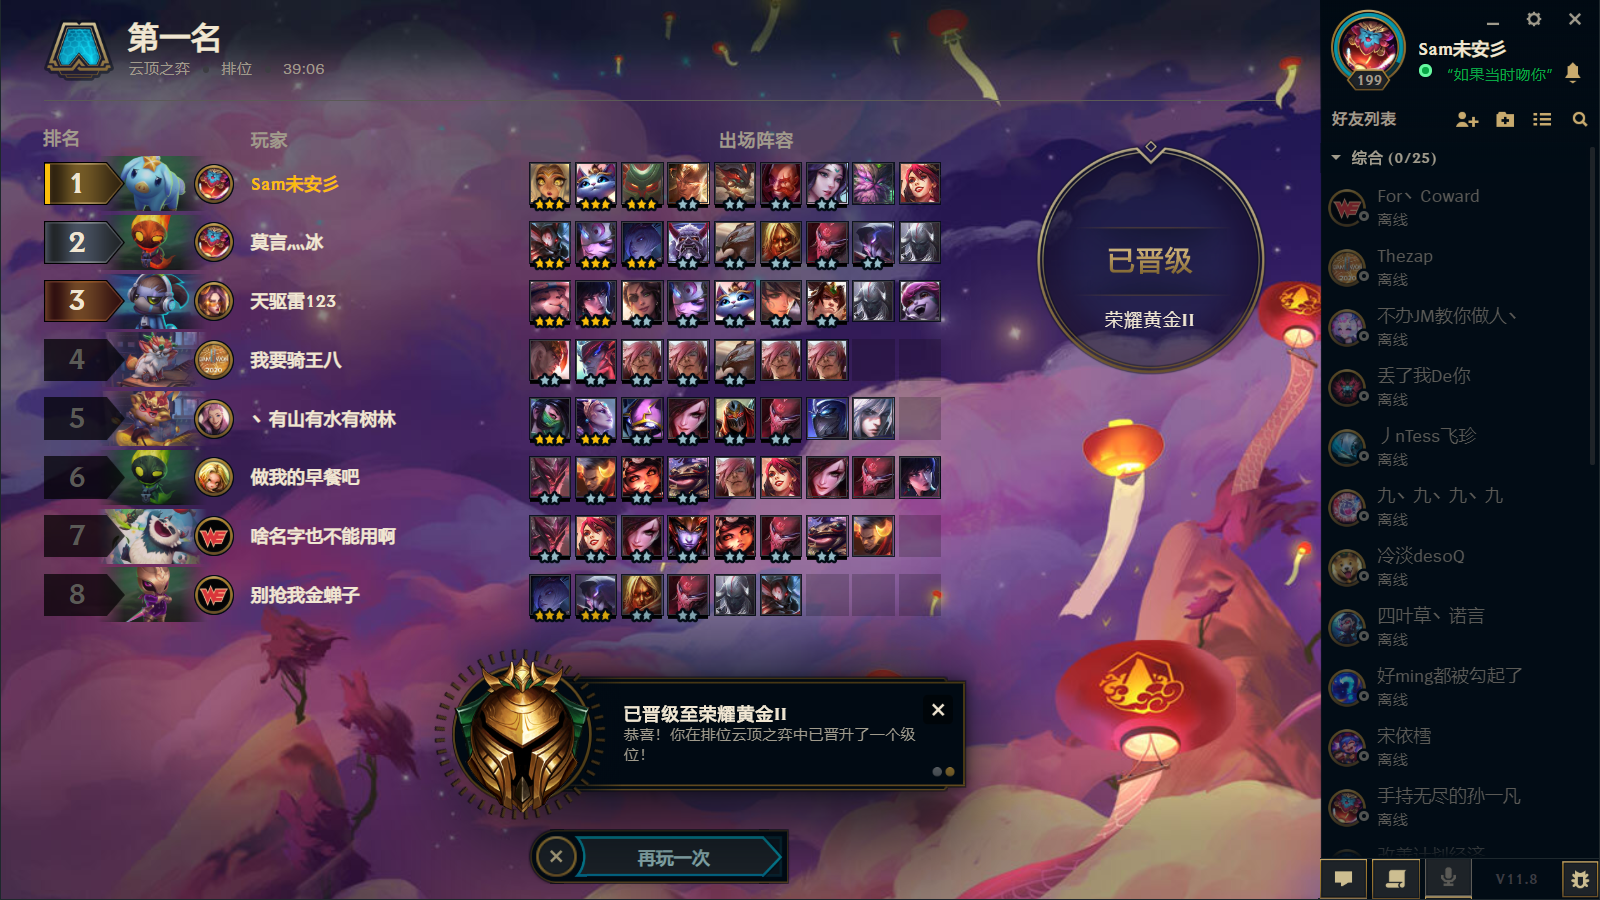 第一名
云顶之弈 排位 39:06
排名 玩家 出场阵容
1 Sam未安彡
2 莫言灬冰
3 天驱雷123
4 我要骑王八
5 丶有山有水有树林
6 做我的早餐吧
7 啥名字也不能用啊
8 别抢我金蝉子
已晋级
荣耀黄金II
已晋级至荣耀黄金II
恭喜！你在排位云顶之弈中已晋升了一个级
位！
再玩一次
Sam未安彡
199
“如果当时吻你”
好友列表
综合 (0/25)
For丶 Coward
离线
Thezap
离线
不办JM教你做人丶
离线
丢了我De你
离线
丿nTess飞珍
离线
九丶九丶九丶九
离线
冷淡desoQ
离线
四叶草丶诺言
离线
好ming都被勾起了
离线
宋依樰
离线
手持无尽的孙一凡
离线
V11.8